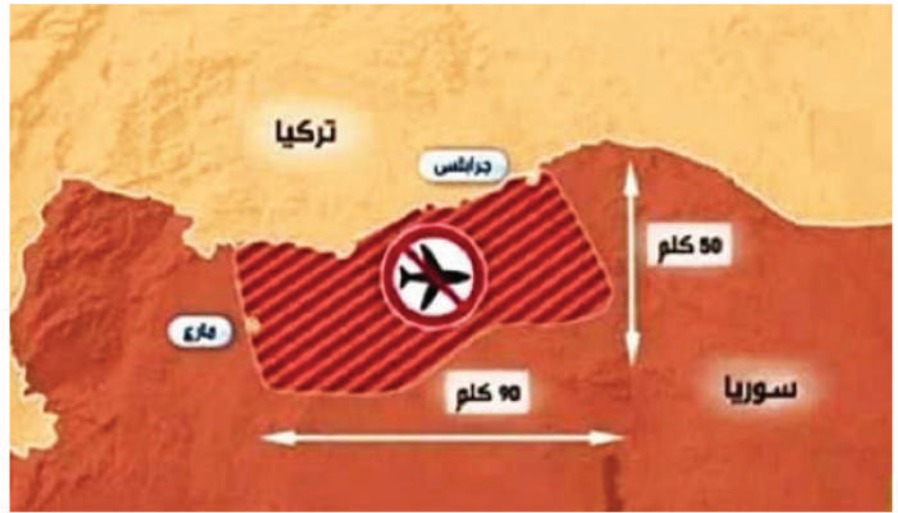 تركيا
جرابلس
50 كلم
مارع
90 كلم
سوريا